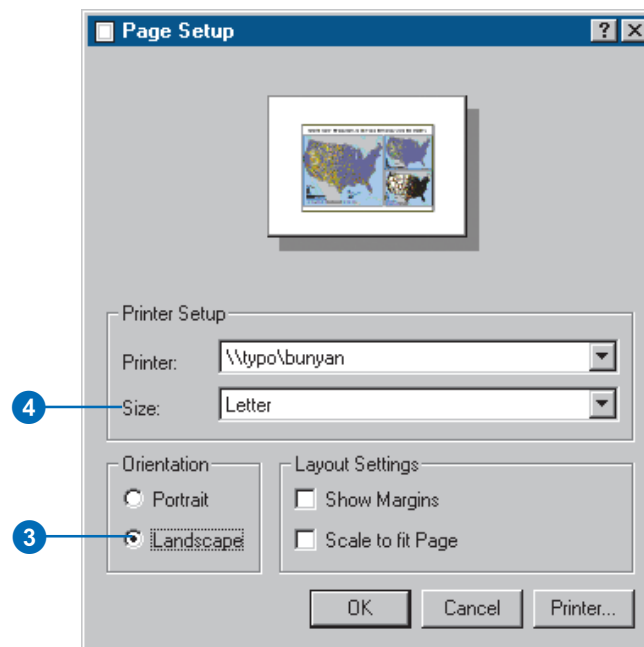 Page Setup
Printer Setup
Printer: \\typo\bunyan
4 Size: Letter
Orientation
Portrait
3 Landscape
Layout Settings
Show Margins
Scale to fit Page
OK Cancel Printer...